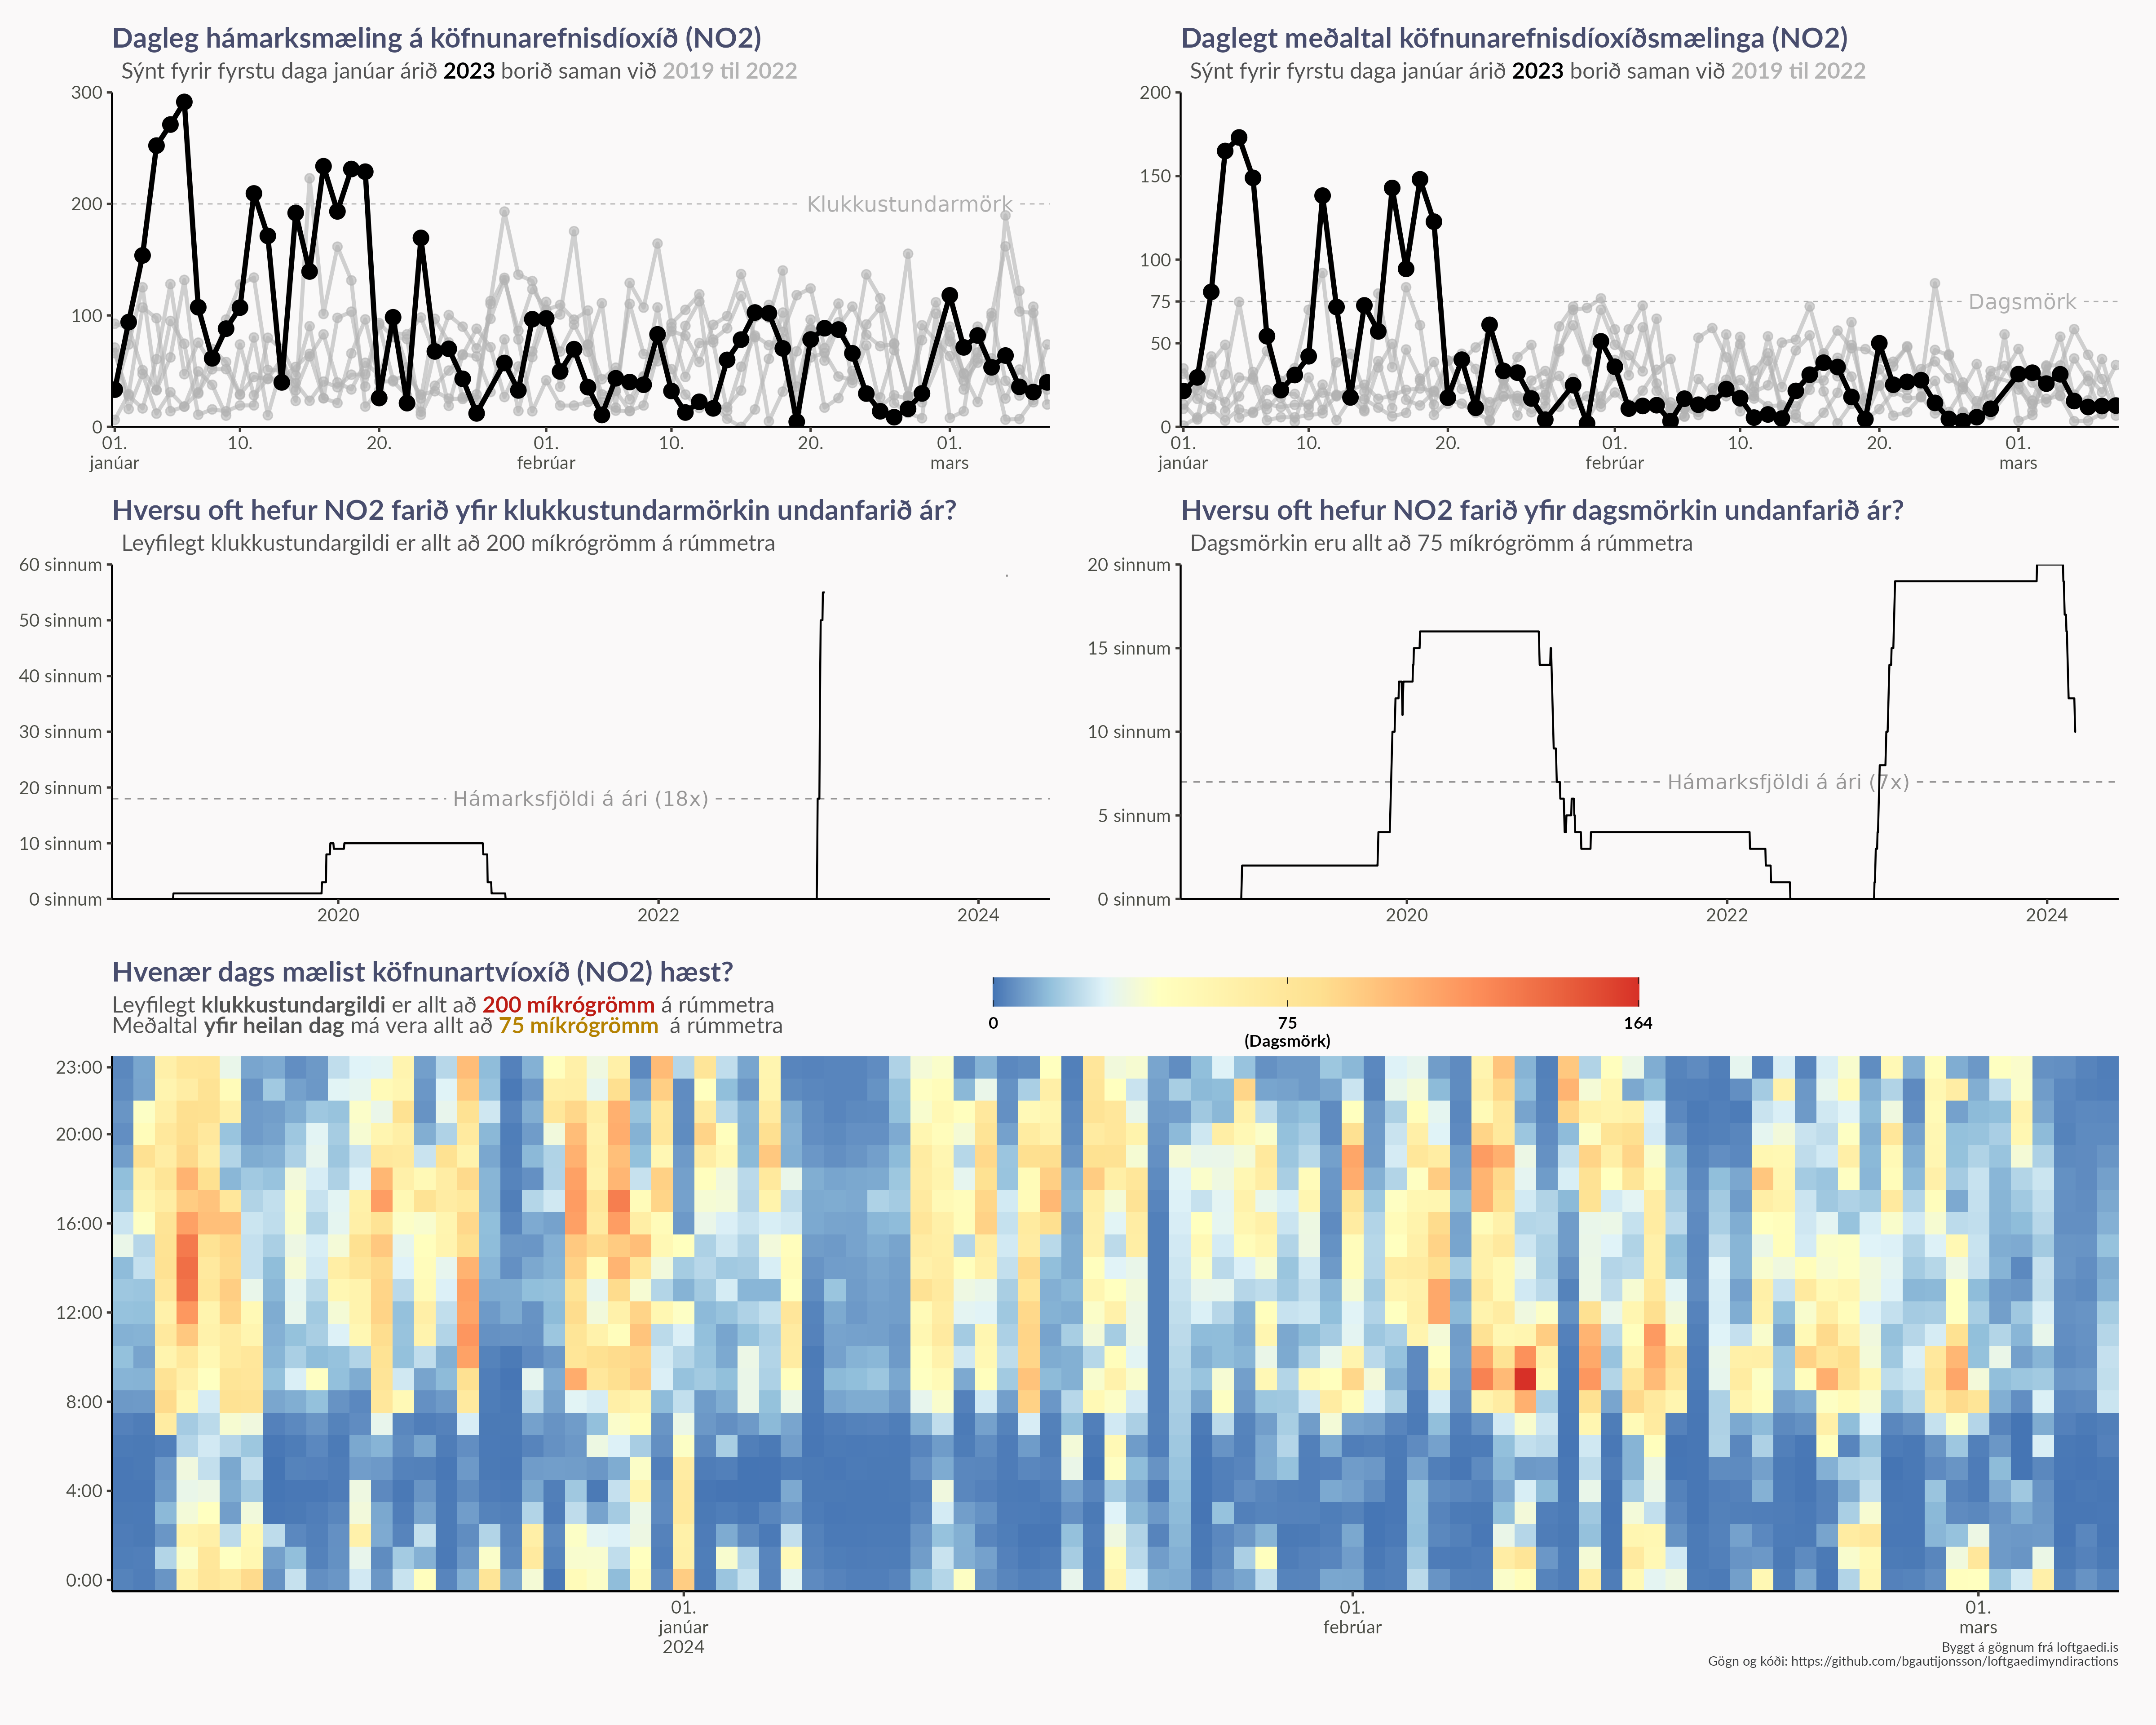 Dagleg hámarksmæling á köfnunarefnisdíoxíð (NO2)
Sýnt fyrir fyrstu daga janúar árið 2023 borið saman við 2019 til 2022
300
200
100
0
Klukkustundarmörk
01. 10. 20. 01. 10. 20. 01.
janúar febrúar mars
Daglegt meðaltal köfnunarefnisdíoxíðsmælinga (NO2)
Sýnt fyrir fyrstu daga janúar árið 2023 borið saman við 2019 til 2022
200
150
100
75
50
0
Dagsmörk
01. 10. 20. 01. 10. 20. 01.
janúar febrúar mars
Hversu oft hefur NO2 farið yfir klukkustundarmörkin undanfarið ár?
Leyfilegt klukkustundargildi er allt að 200 míkrógrömm á rúmmetra
60 sinnum
50 sinnum
40 sinnum
30 sinnum
20 sinnum
10 sinnum
0 sinnum
Hámarksfjöldi á ári (18x)
2020 2022 2024
Hversu oft hefur NO2 farið yfir dagsmörkin undanfarið ár?
Dagsmörkin eru allt að 75 míkrógrömm á rúmmetra
20 sinnum
15 sinnum
10 sinnum
5 sinnum
0 sinnum
Hámarksfjöldi á ári (7x)
2020 2022 2024
Hvenær dags mælist köfnunartvíoxíð (NO2) hæst?
Leyfilegt klukkustundargildi er allt að 200 míkrógrömm á rúmmetra
Meðaltal yfir heilan dag má vera allt að 75 míkrógrömm á rúmmetra
0 75 164
(Dagsmörk)
23:00
20:00
16:00
12:00
8:00
4:00
0:00
01. 01. 01.
janúar febrúar mars
2024
Byggt á gögnum frá loftgaedi.is
Gögn og kóði: https://github.com/bgautijonsson/loftgaedimyndiractions